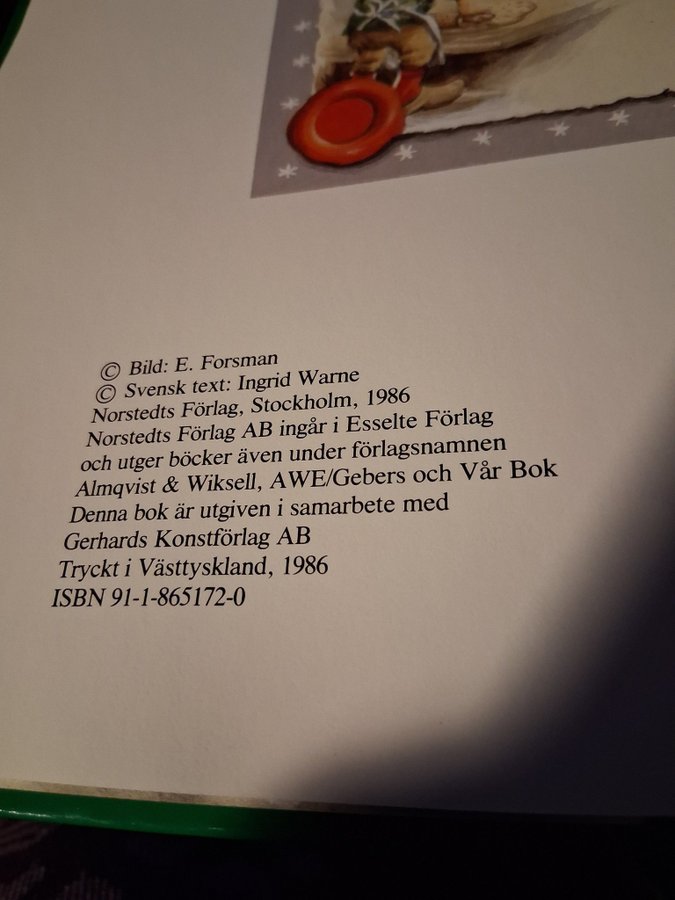 © Bild: E. Forsman
© Svensk text: Ingrid Warne
Norstedts Förlag, Stockholm, 1986
Norstedts Förlag AB ingår i Esselte Förlag
och utger böcker även under förlagsnamnen
Almqvist & Wiksell, AWE/Gebers och Vår Bok
Denna bok är utgiven i samarbete med
Gerhards Konstförlag AB
Tryckt i Västtyskland, 1986
ISBN 91-1-865172-0